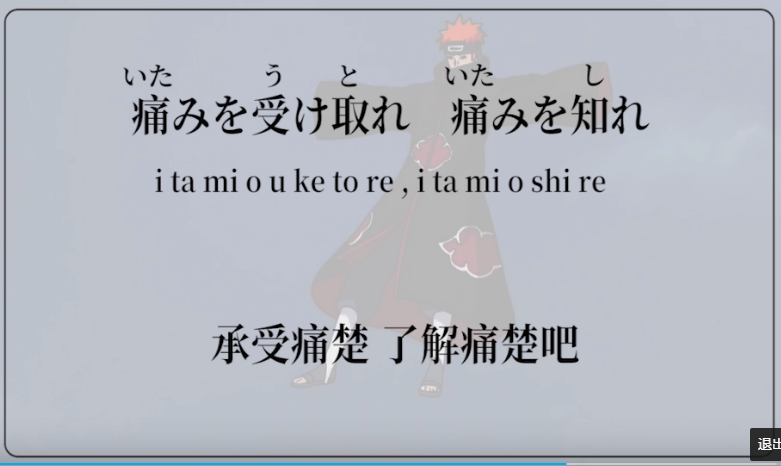 いた う と いた し
痛みを受け取れ 痛みを知れ
i ta mi o u ke to re , i ta mi o shi re
承受痛楚 了解痛楚吧
退出